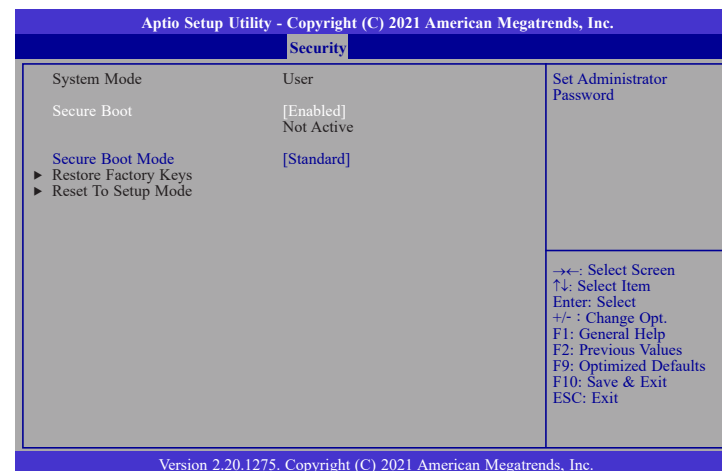 Aptio Setup Utility - Copyright (C) 2021 American Megatrends, Inc.
Security
System Mode User
Secure Boot [Enabled]
Not Active
Secure Boot Mode [Standard]
► Restore Factory Keys
► Reset To Setup Mode
Set Administrator
Password
→←: Select Screen
↑↓: Select Item
Enter: Select
+/- : Change Opt.
F1: General Help
F2: Previous Values
F9: Optimized Defaults
F10: Save & Exit
ESC: Exit
Version 2.20.1275. Copyright (C) 2021 American Megatrends, Inc.